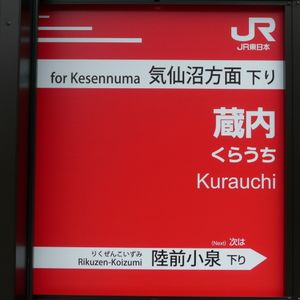 JR
JR東日本
for Kesennuma 気仙沼方面 下り
蔵内
くらうち
Kurauchi
(Next) 次は
りくぜんこいずみ
Rikuzen-Koizumi 陸前小泉 下り